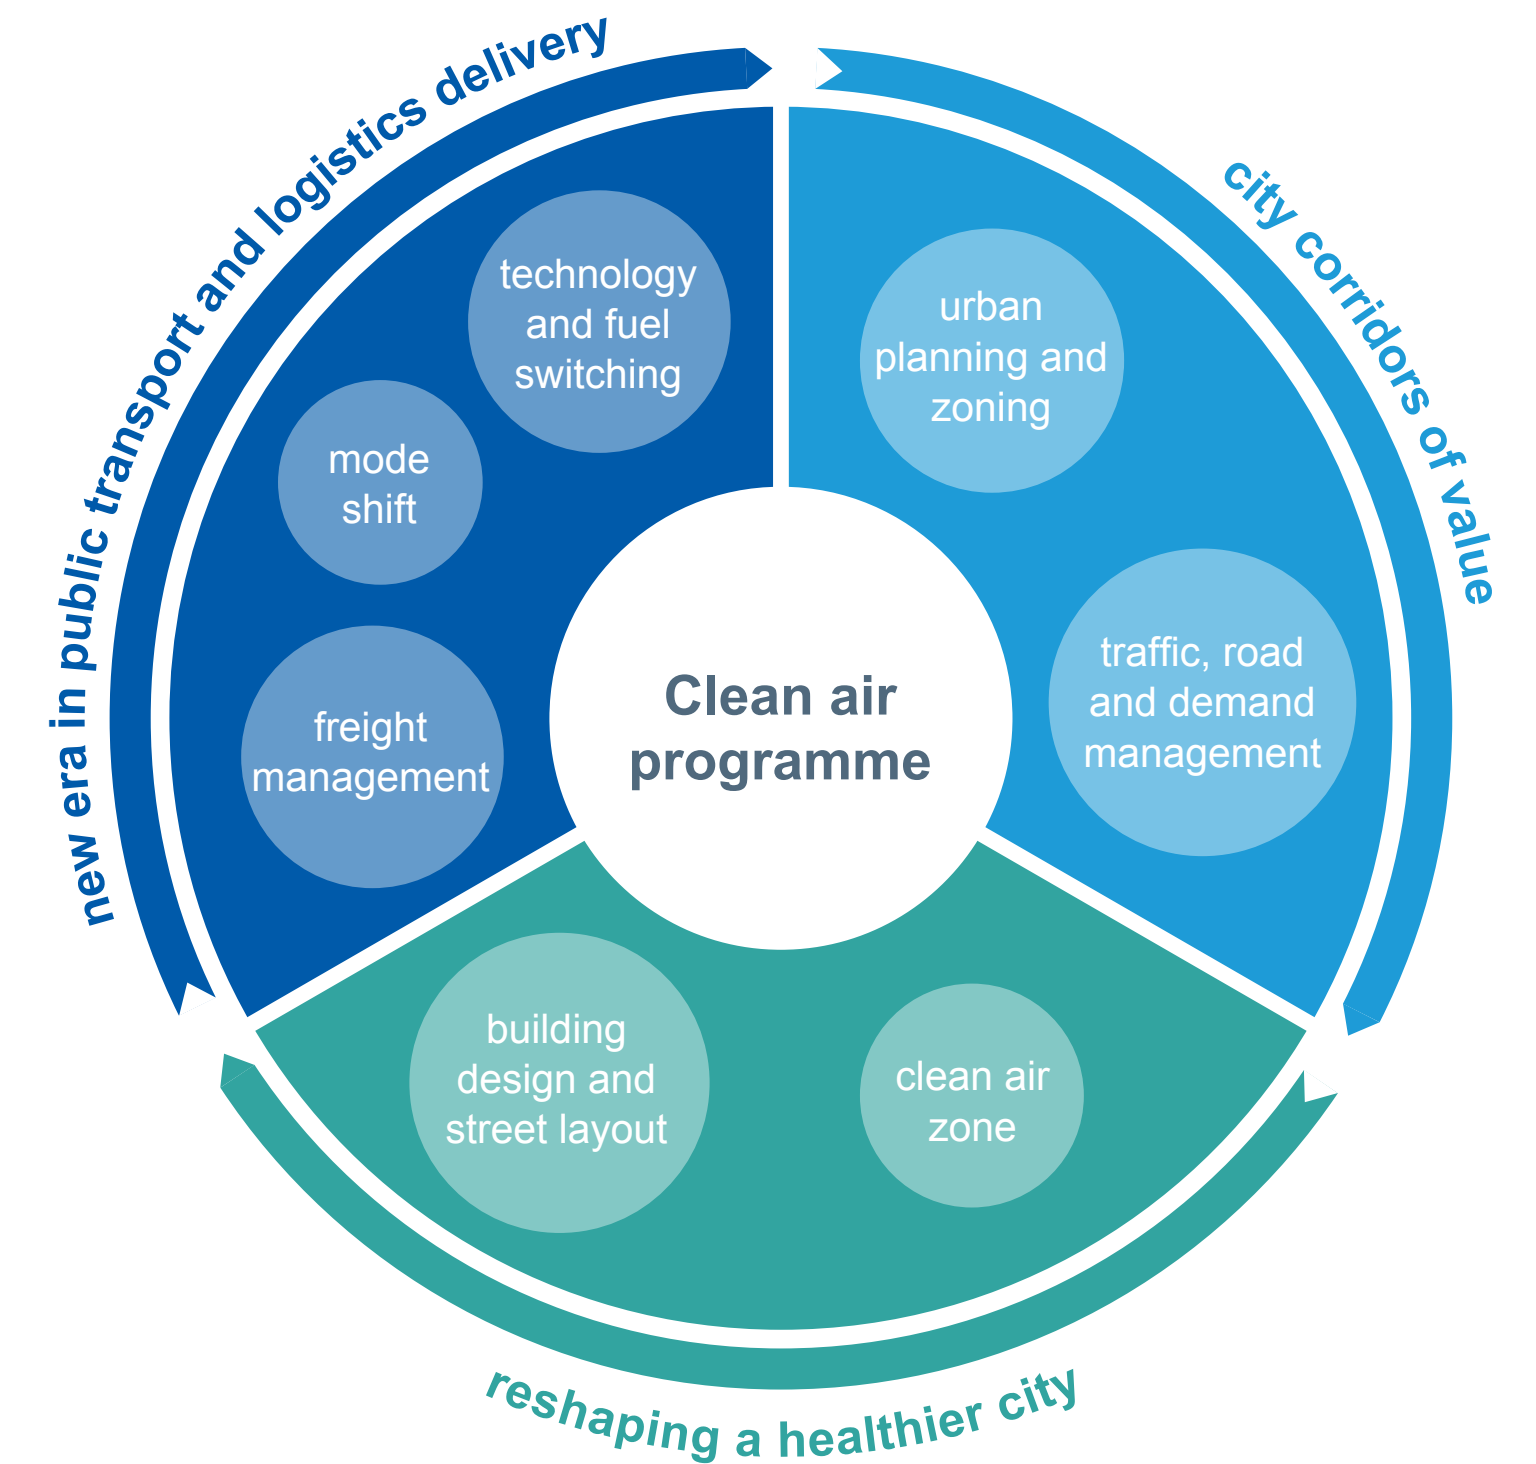 new era in public transport and logistics delivery
city corridors of value
technology
and fuel
switching
urban
planning and
zoning
mode
shift
traffic, road
and demand
management
freight
management
Clean air
programme
building
design and
street layout
clean air
zone
reshaping a healthier city